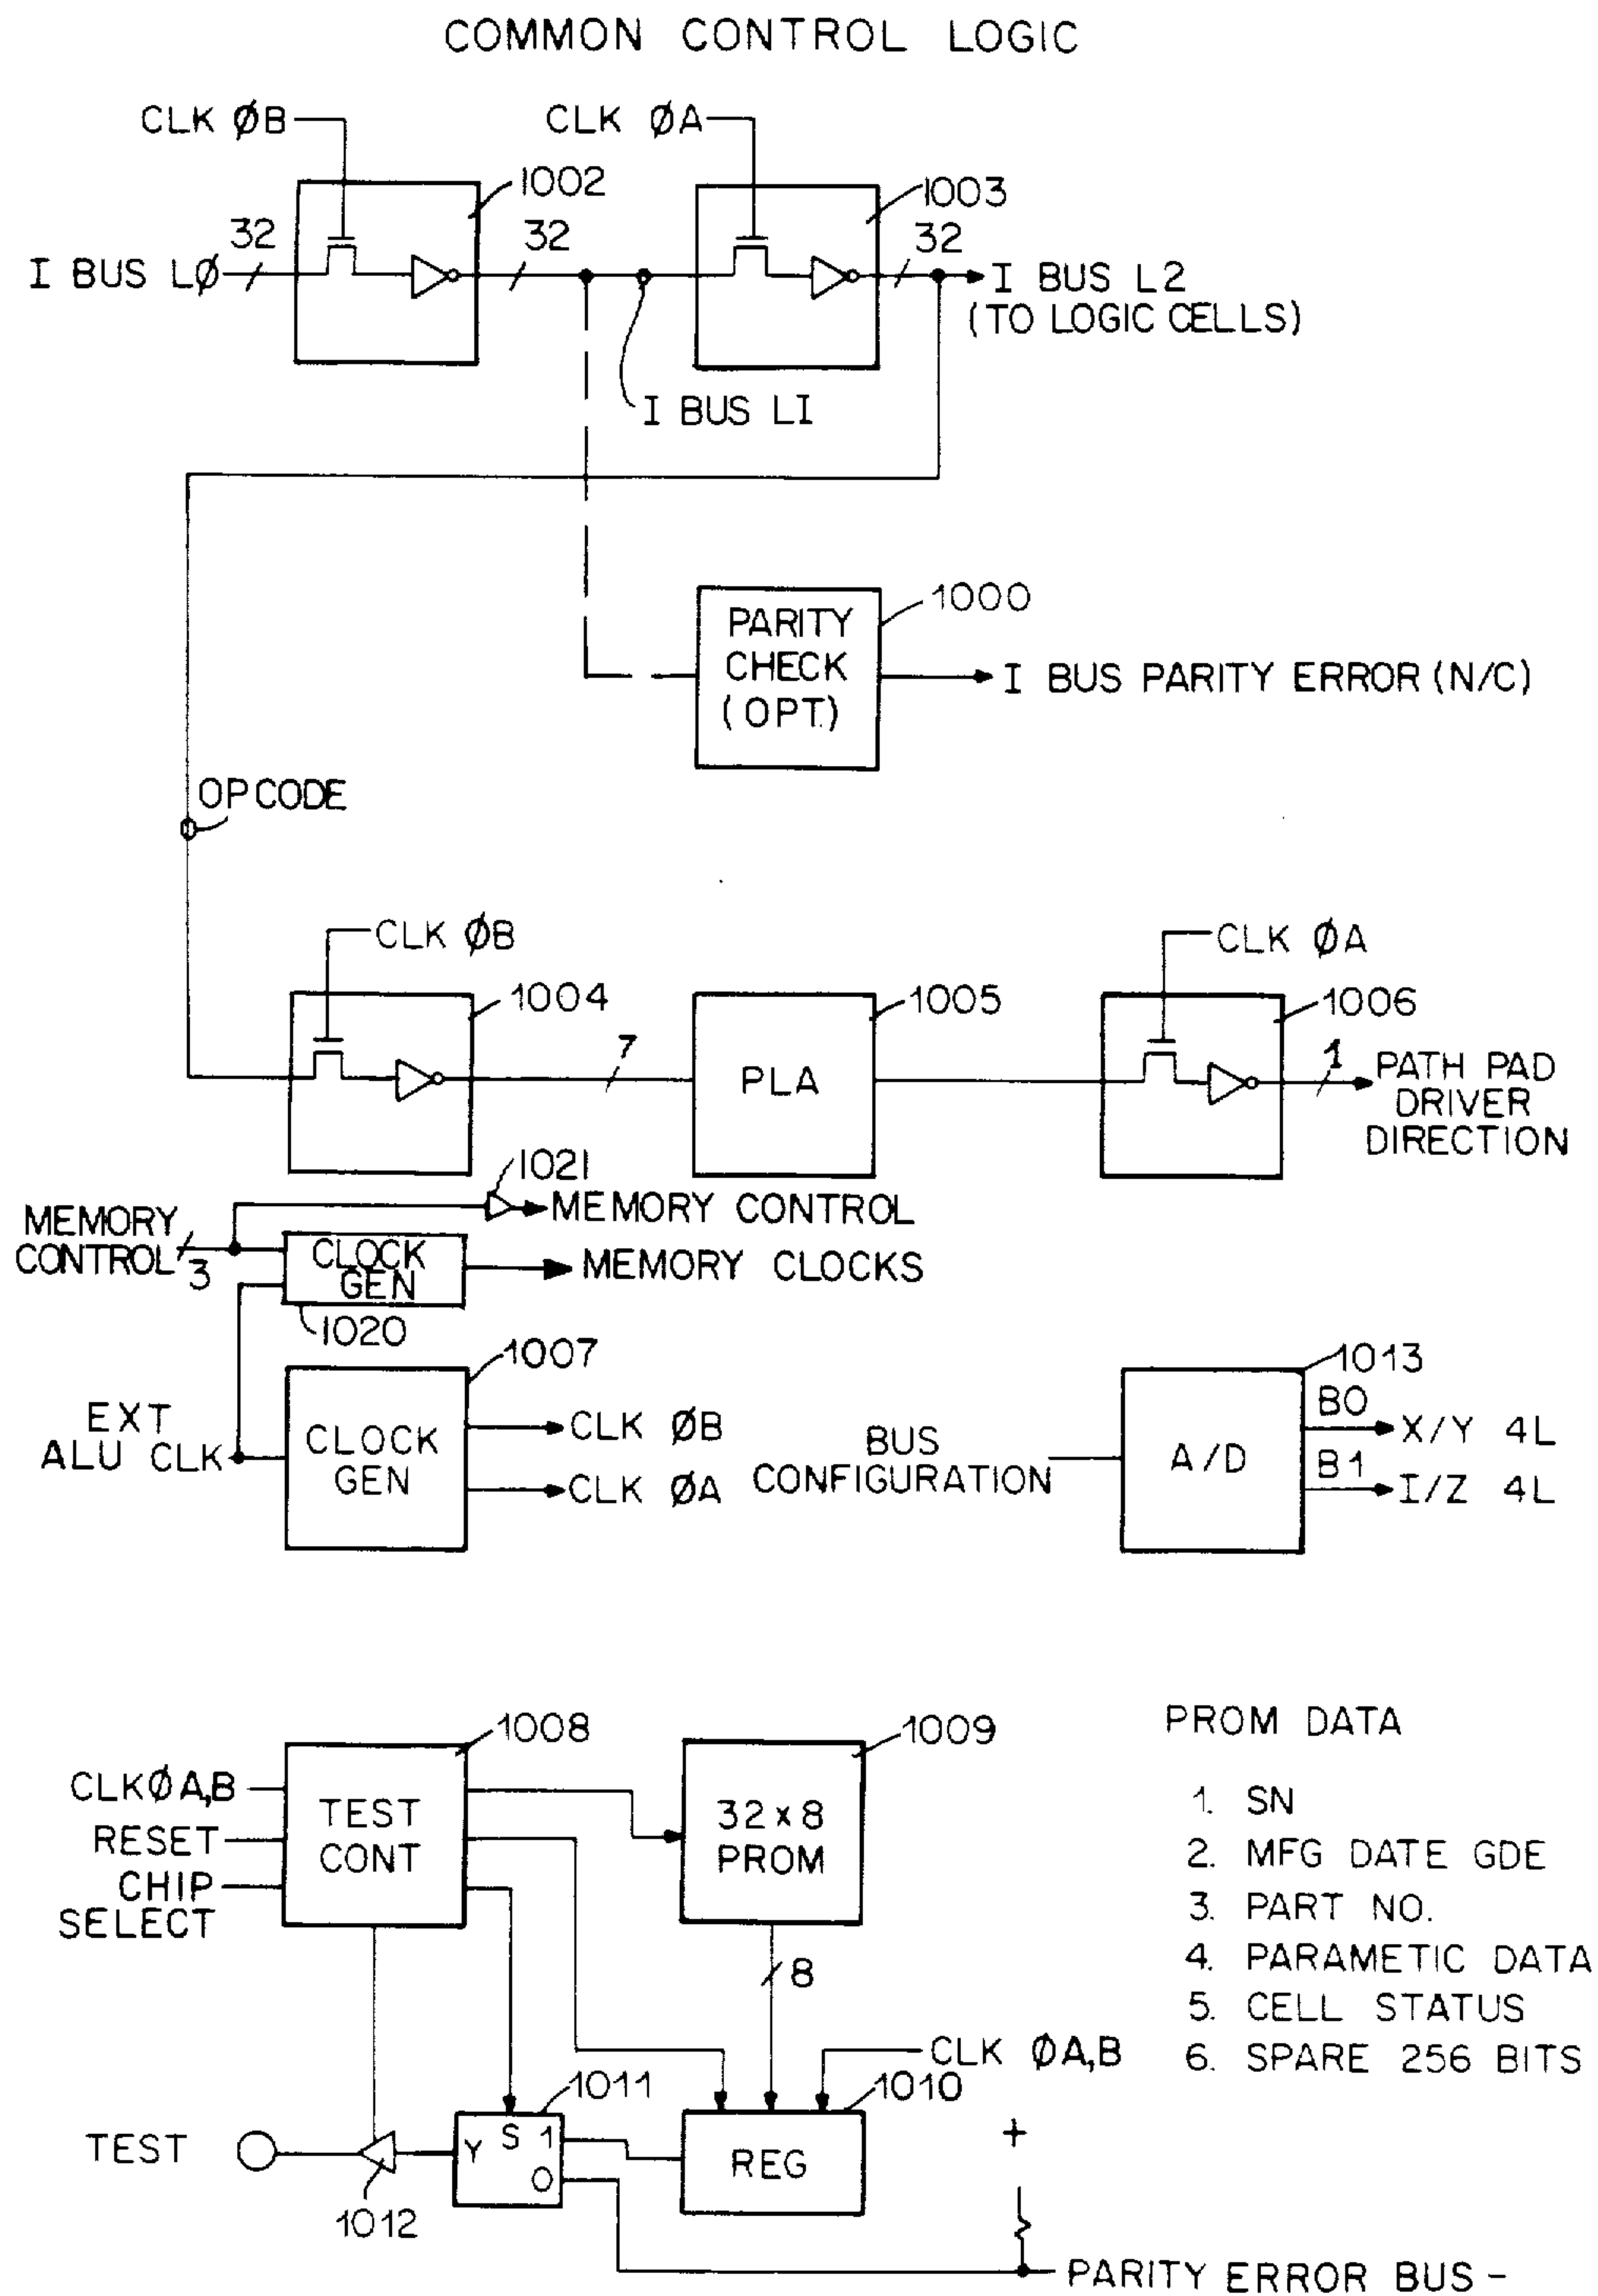 COMMON CONTROL LOGIC
CLK ØB
CLK ØA
1002
1003
32
32
32
I BUS LØ
I BUS L2
(TO LOGIC CELLS)
I BUS LI
1000
PARITY
CHECK
(OPT.)
I BUS PARITY ERROR (N/C)
OPCODE
CLK ØB
CLK ØA
1004
1005
1006
7
PLA
1
PATH PAD
DRIVER
DIRECTION
1021
MEMORY CONTROL
MEMORY
CONTROL
3
CLOCK
GEN
MEMORY CLOCKS
1020
1007
1013
EXT
ALU CLK
CLOCK
GEN
CLK ØB
CLK ØA
BUS
CONFIGURATION
A/D
B0
X/Y 4L
B1
I/Z 4L
1008
1009
PROM DATA
CLKØA,B
RESET
CHIP
SELECT
TEST
CONT
32x8
PROM
1. SN
2. MFG DATE GDE
3. PART NO.
4. PARAMETIC DATA
5. CELL STATUS
6. SPARE 256 BITS
8
CLK ØA,B
1011
1010
TEST
Y S 1
0
REG
+
1012
PARITY ERROR BUS -